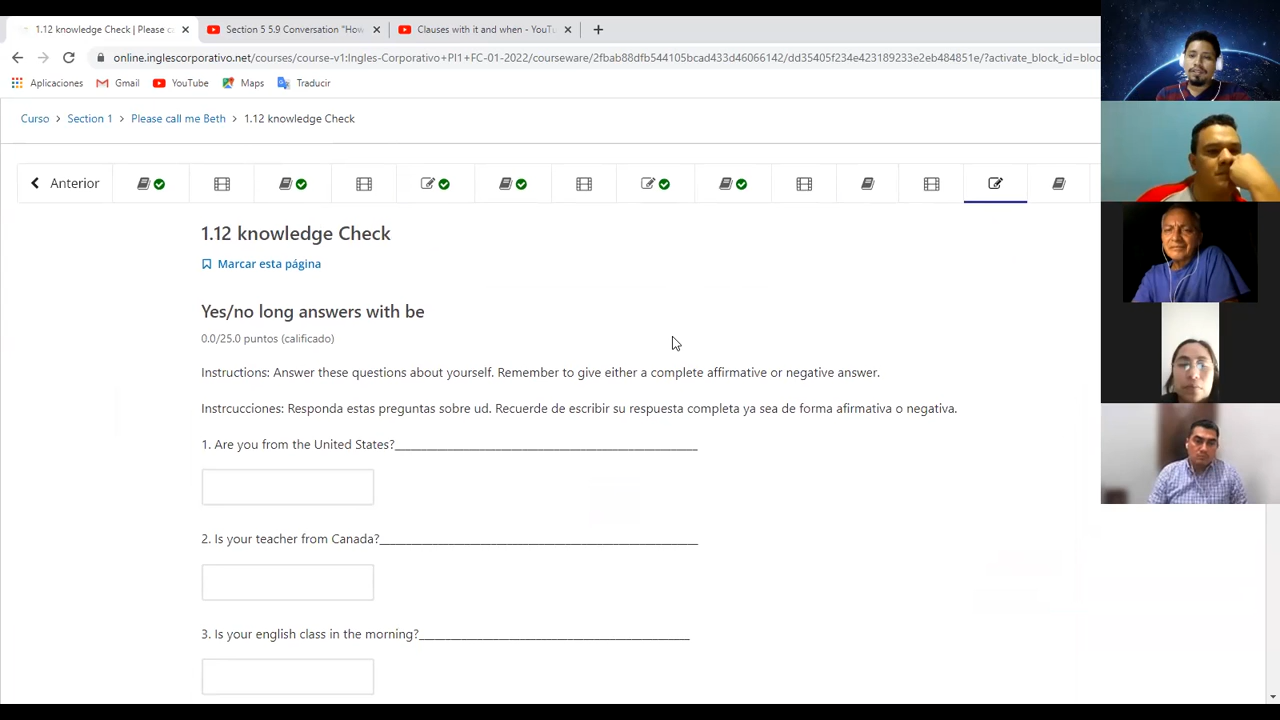 1.12 knowledge Check | Please ca
Section 5 5.9 Conversation "How
Clauses with it and when - YouTu
online.inglescorporativo.net/courses/course-v1:Ingles-Corporativo+PI1+FC-01-2022/courseware/2fbab88dfb544105bcad433d46066142/dd35405f234e423189233e2eb484851e/?activate_block_id=bloc
Aplicaciones Gmail YouTube Maps Traducir
Curso > Section 1 > Please call me Beth > 1.12 knowledge Check
Anterior
1.12 knowledge Check
Marcar esta página
Yes/no long answers with be
0.0/25.0 puntos (calificado)
Instructions: Answer these questions about yourself. Remember to give either a complete affirmative or negative answer.
Instrcucciones: Responda estas preguntas sobre ud. Recuerde de escribir su respuesta completa ya sea de forma afirmativa o negativa.
1. Are you from the United States?___________________________________________
2. Is your teacher from Canada?_____________________________________________
3. Is your english class in the morning?______________________________________